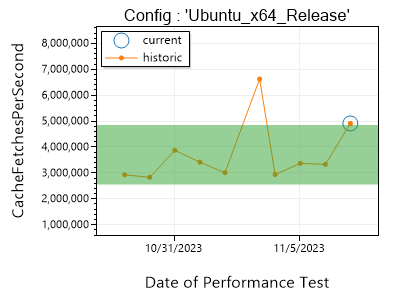 Config : 'Ubuntu_x64_Release'
current
historic
CacheFetchesPerSecond
8,000,000
7,000,000
6,000,000
5,000,000
4,000,000
3,000,000
2,000,000
1,000,000
10/31/2023
11/5/2023
Date of Performance Test